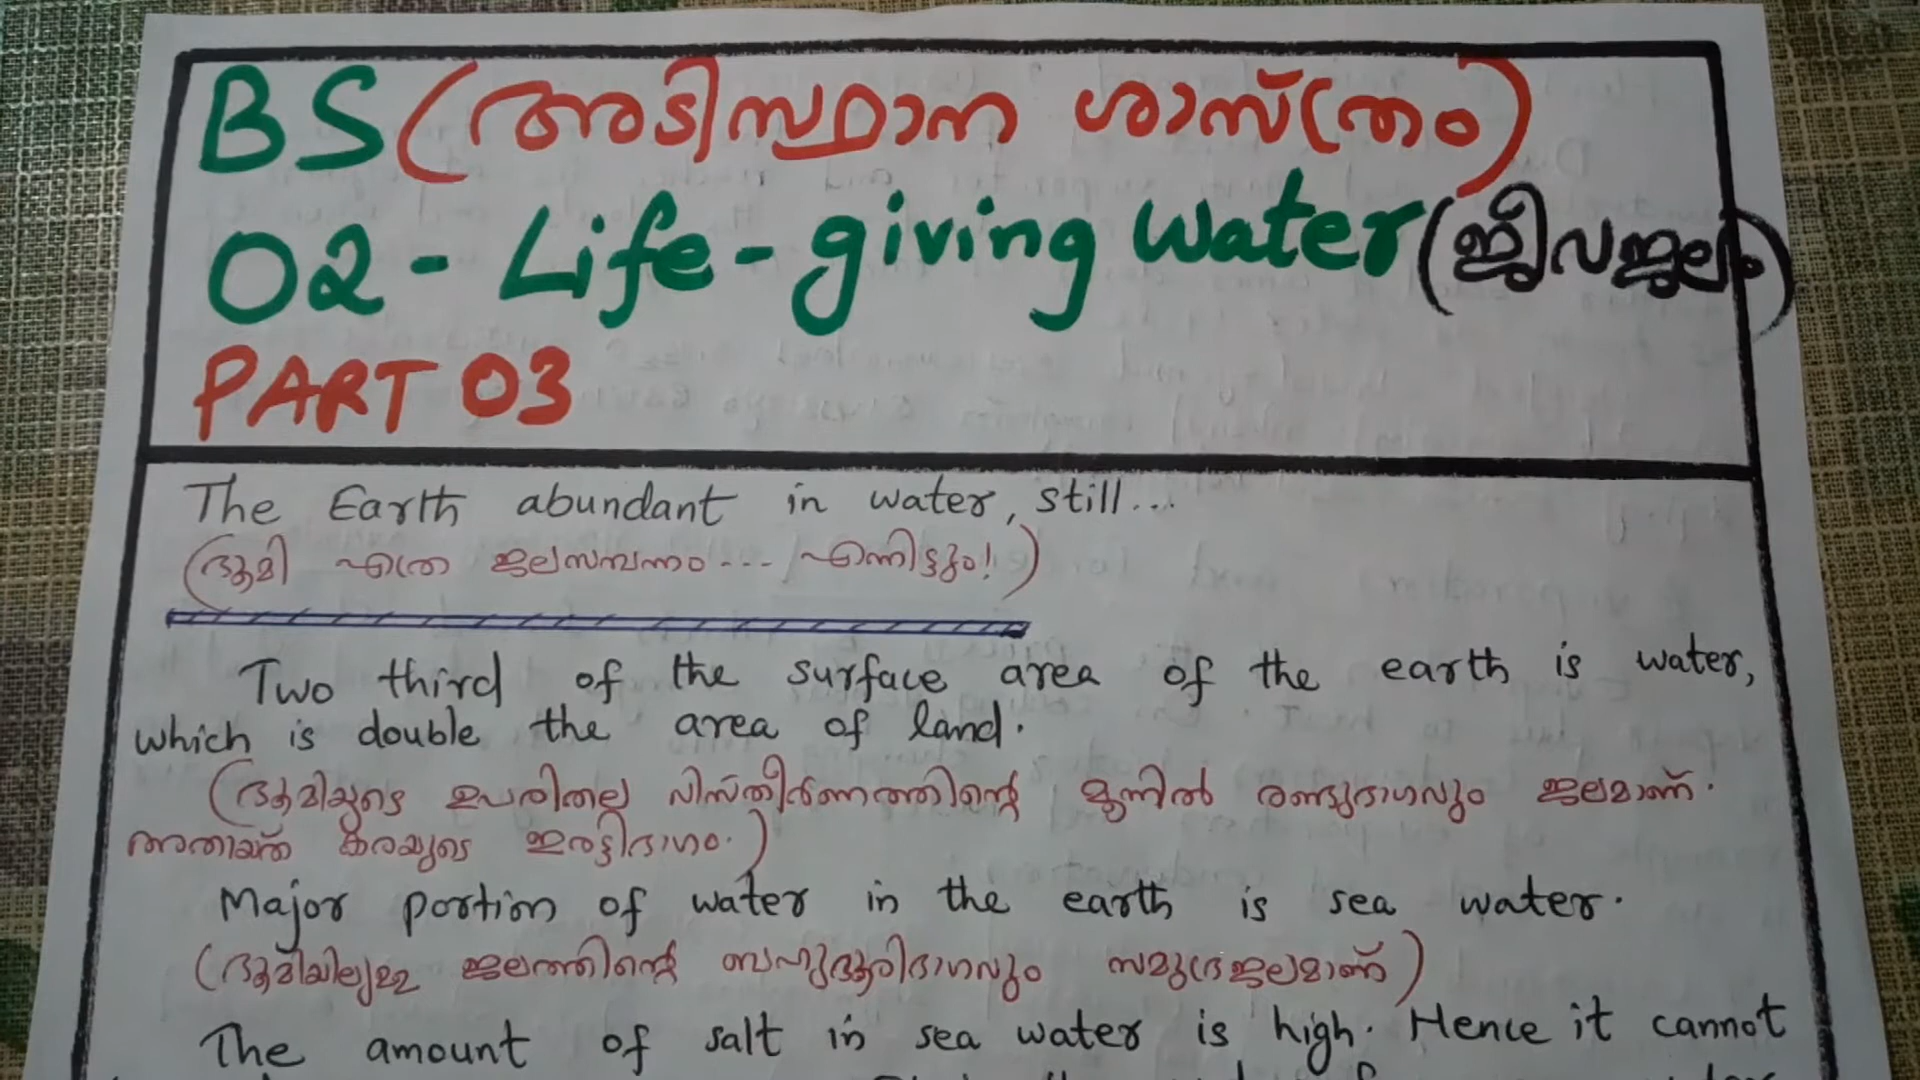 BS (അടിസ്ഥാന ശാസ്ത്രം)
02 - Life-giving water (ജീവജലം)
PART 03
The Earth abundant in water, still...
(ഭൂമി എത്ര ജലസമ്പന്നം --- എന്നിട്ടും!)
Two third of the surface area of the earth is water,
which is double the area of land.
(ഭൂമിയുടെ ഉപരിതല വിസ്തീർണത്തിന്റെ മൂന്നിൽ രണ്ടുഭാഗവും ജലമാണ്.
അതായത് കരയുടെ ഇരട്ടിഭാഗം.)
Major portion of water in the earth is sea water.
(ഭൂമിയിലുള്ള ജലത്തിന്റെ ബഹുഭൂരിഭാഗവും സമുദ്രജലമാണ്)
The amount of salt in sea water is high. Hence it cannot